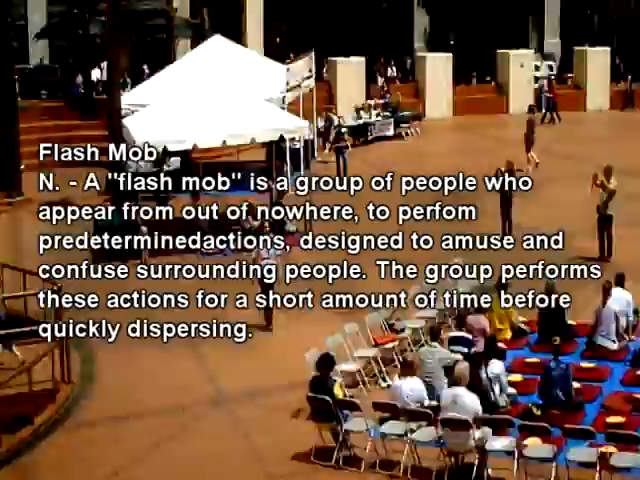 Flash Mob
N. - A "flash mob" is a group of people who
appear from out of nowhere, to perfom
predeterminedactions, designed to amuse and
confuse surrounding people. The group performs
these actions for a short amount of time before
quickly dispersing.